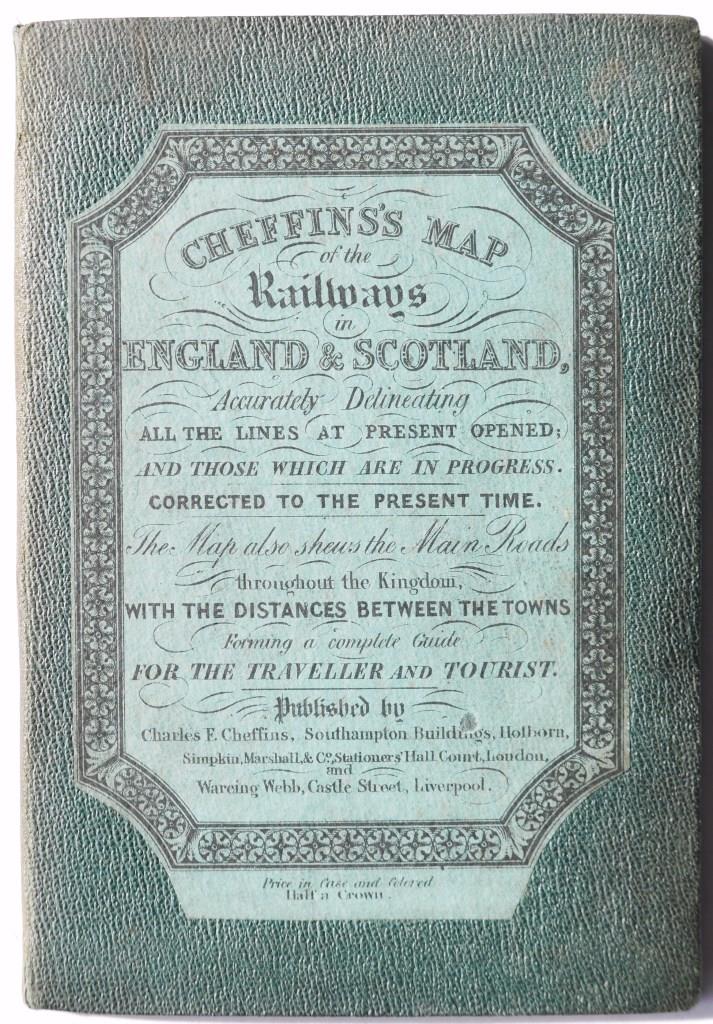 CHEFFINS'S MAP
of the
Railways
in
ENGLAND & SCOTLAND,
Accurately Delineating
ALL THE LINES AT PRESENT OPENED;
AND THOSE WHICH ARE IN PROGRESS.
CORRECTED TO THE PRESENT TIME.
The Map also shews the Main Roads
throughout the Kingdom,
WITH THE DISTANCES BETWEEN THE TOWNS
Forming a complete Guide
FOR THE TRAVELLER AND TOURIST.
Published by
Charles F. Cheffins, Southampton Buildings, Holborn,
Simpkin, Marshall, & Co, Stationers' Hall Court, London,
and
Wareing Webb, Castle Street, Liverpool.
Price in Case and Colored
Half a Crown.